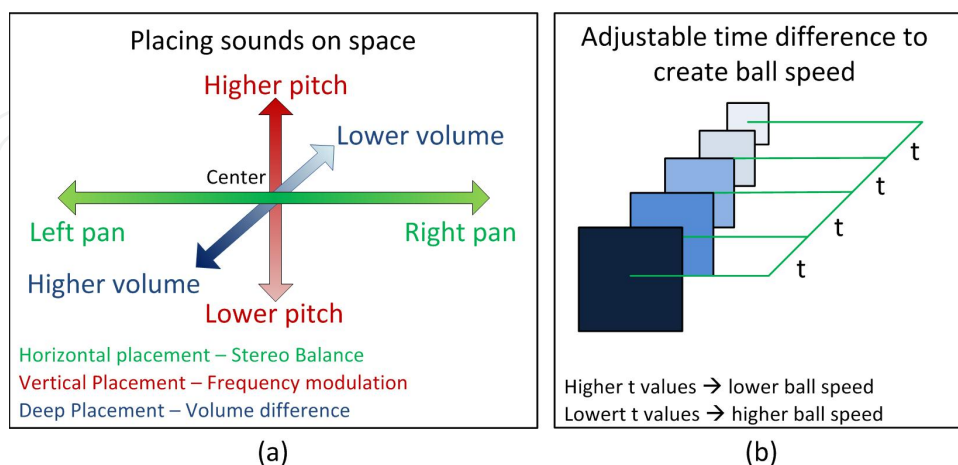 Placing sounds on space
Higher pitch
Lower volume
Center
Left pan
Right pan
Higher volume
Lower pitch
Horizontal placement – Stereo Balance
Vertical Placement – Frequency modulation
Deep Placement – Volume difference
(a)
Adjustable time difference to
create ball speed
t
t
t
t
Higher t values → lower ball speed
Lowert t values → higher ball speed
(b)